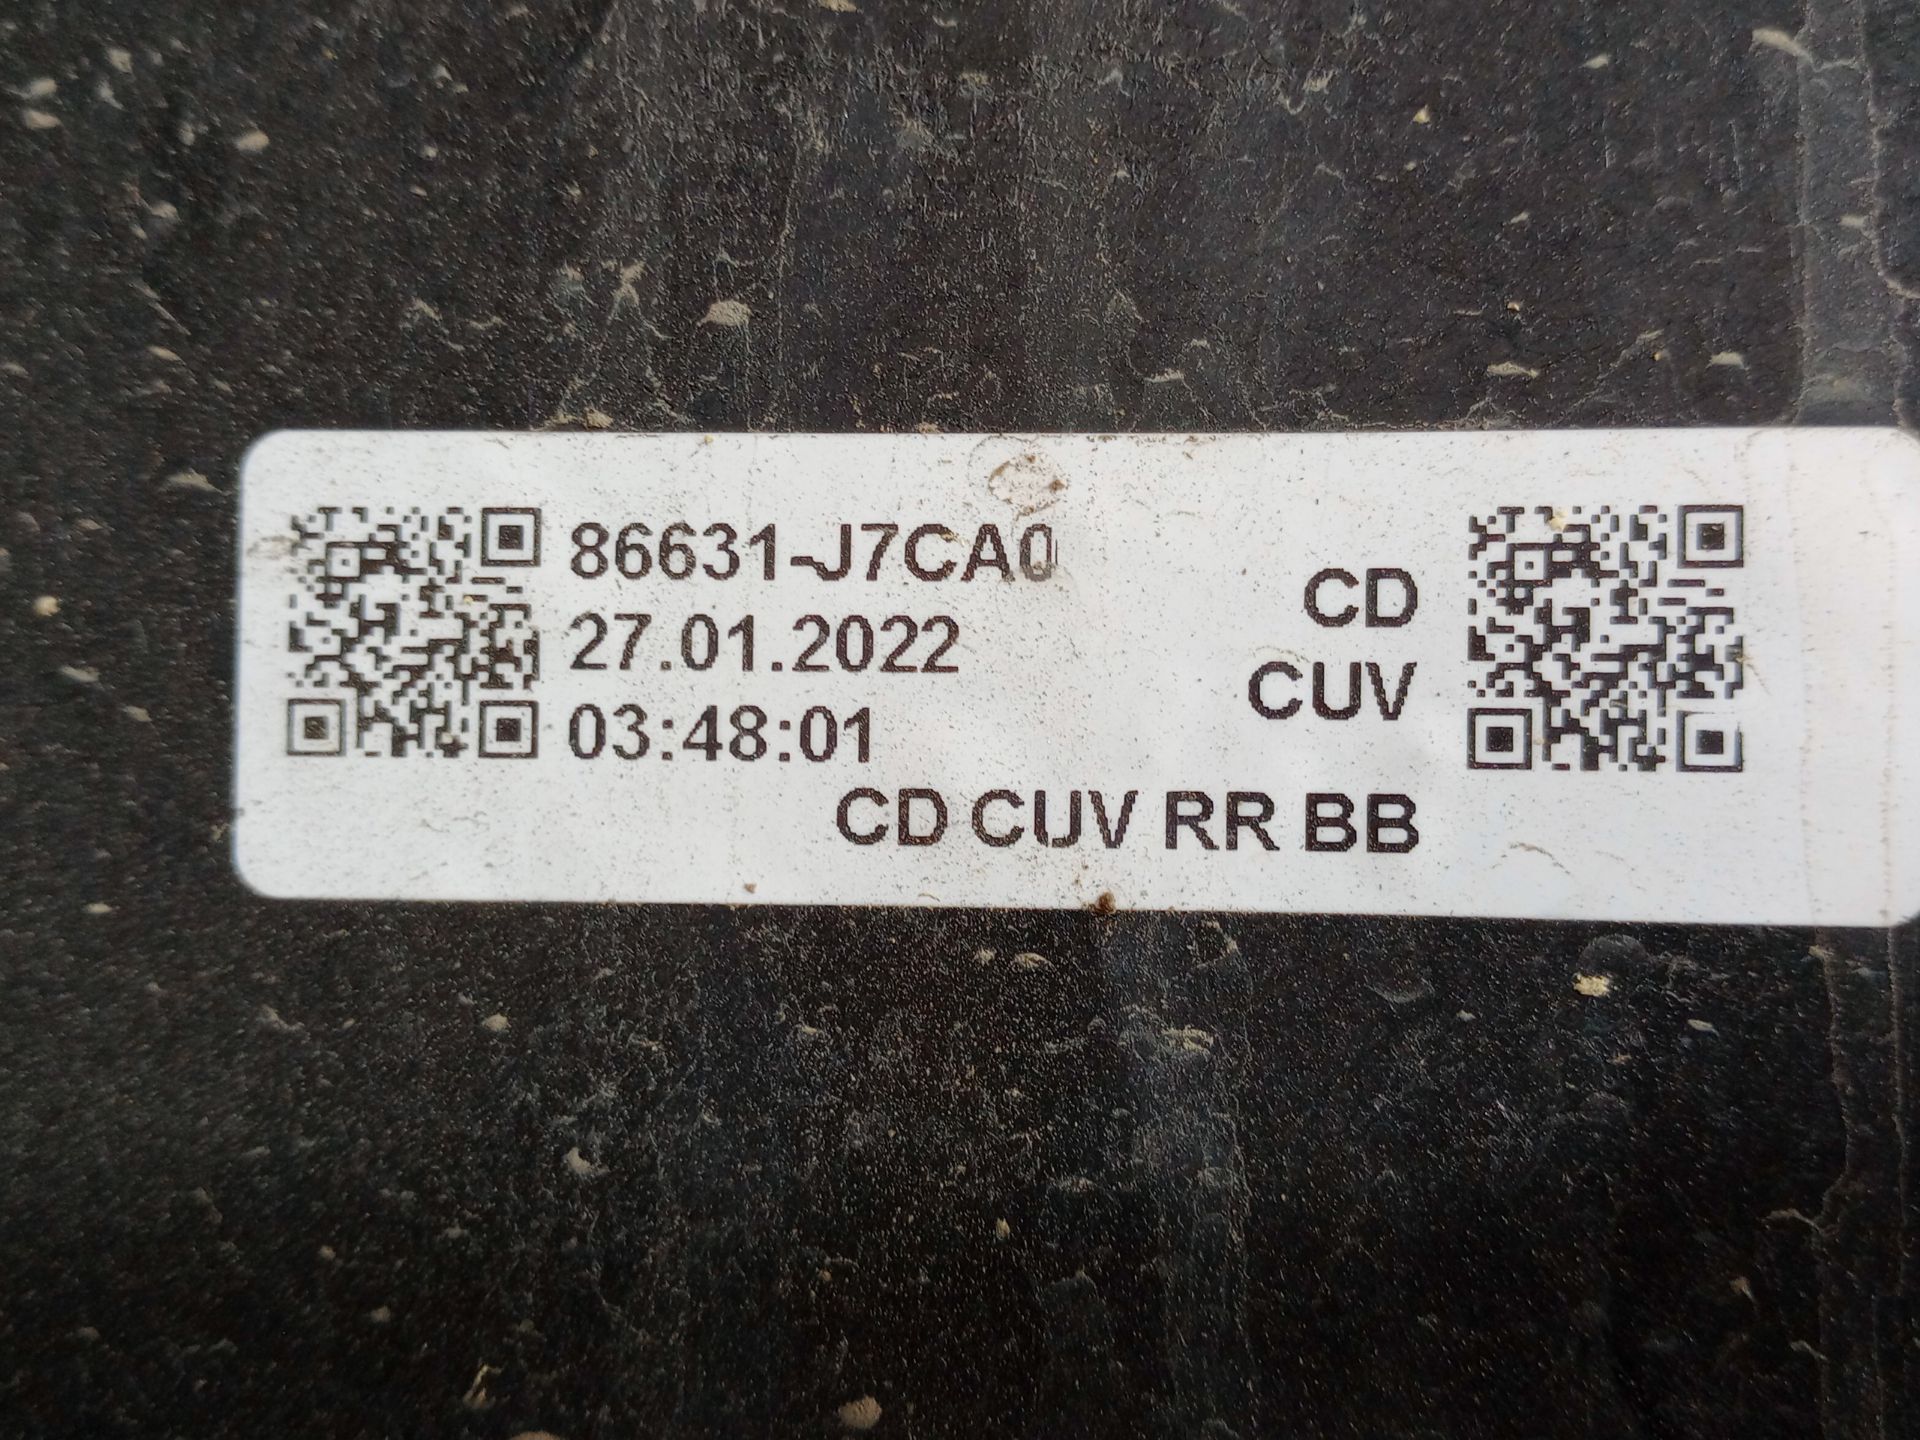 86631-J7CA0
27.01.2022
03:48:01
CD
CUV
CD CUV RR BB